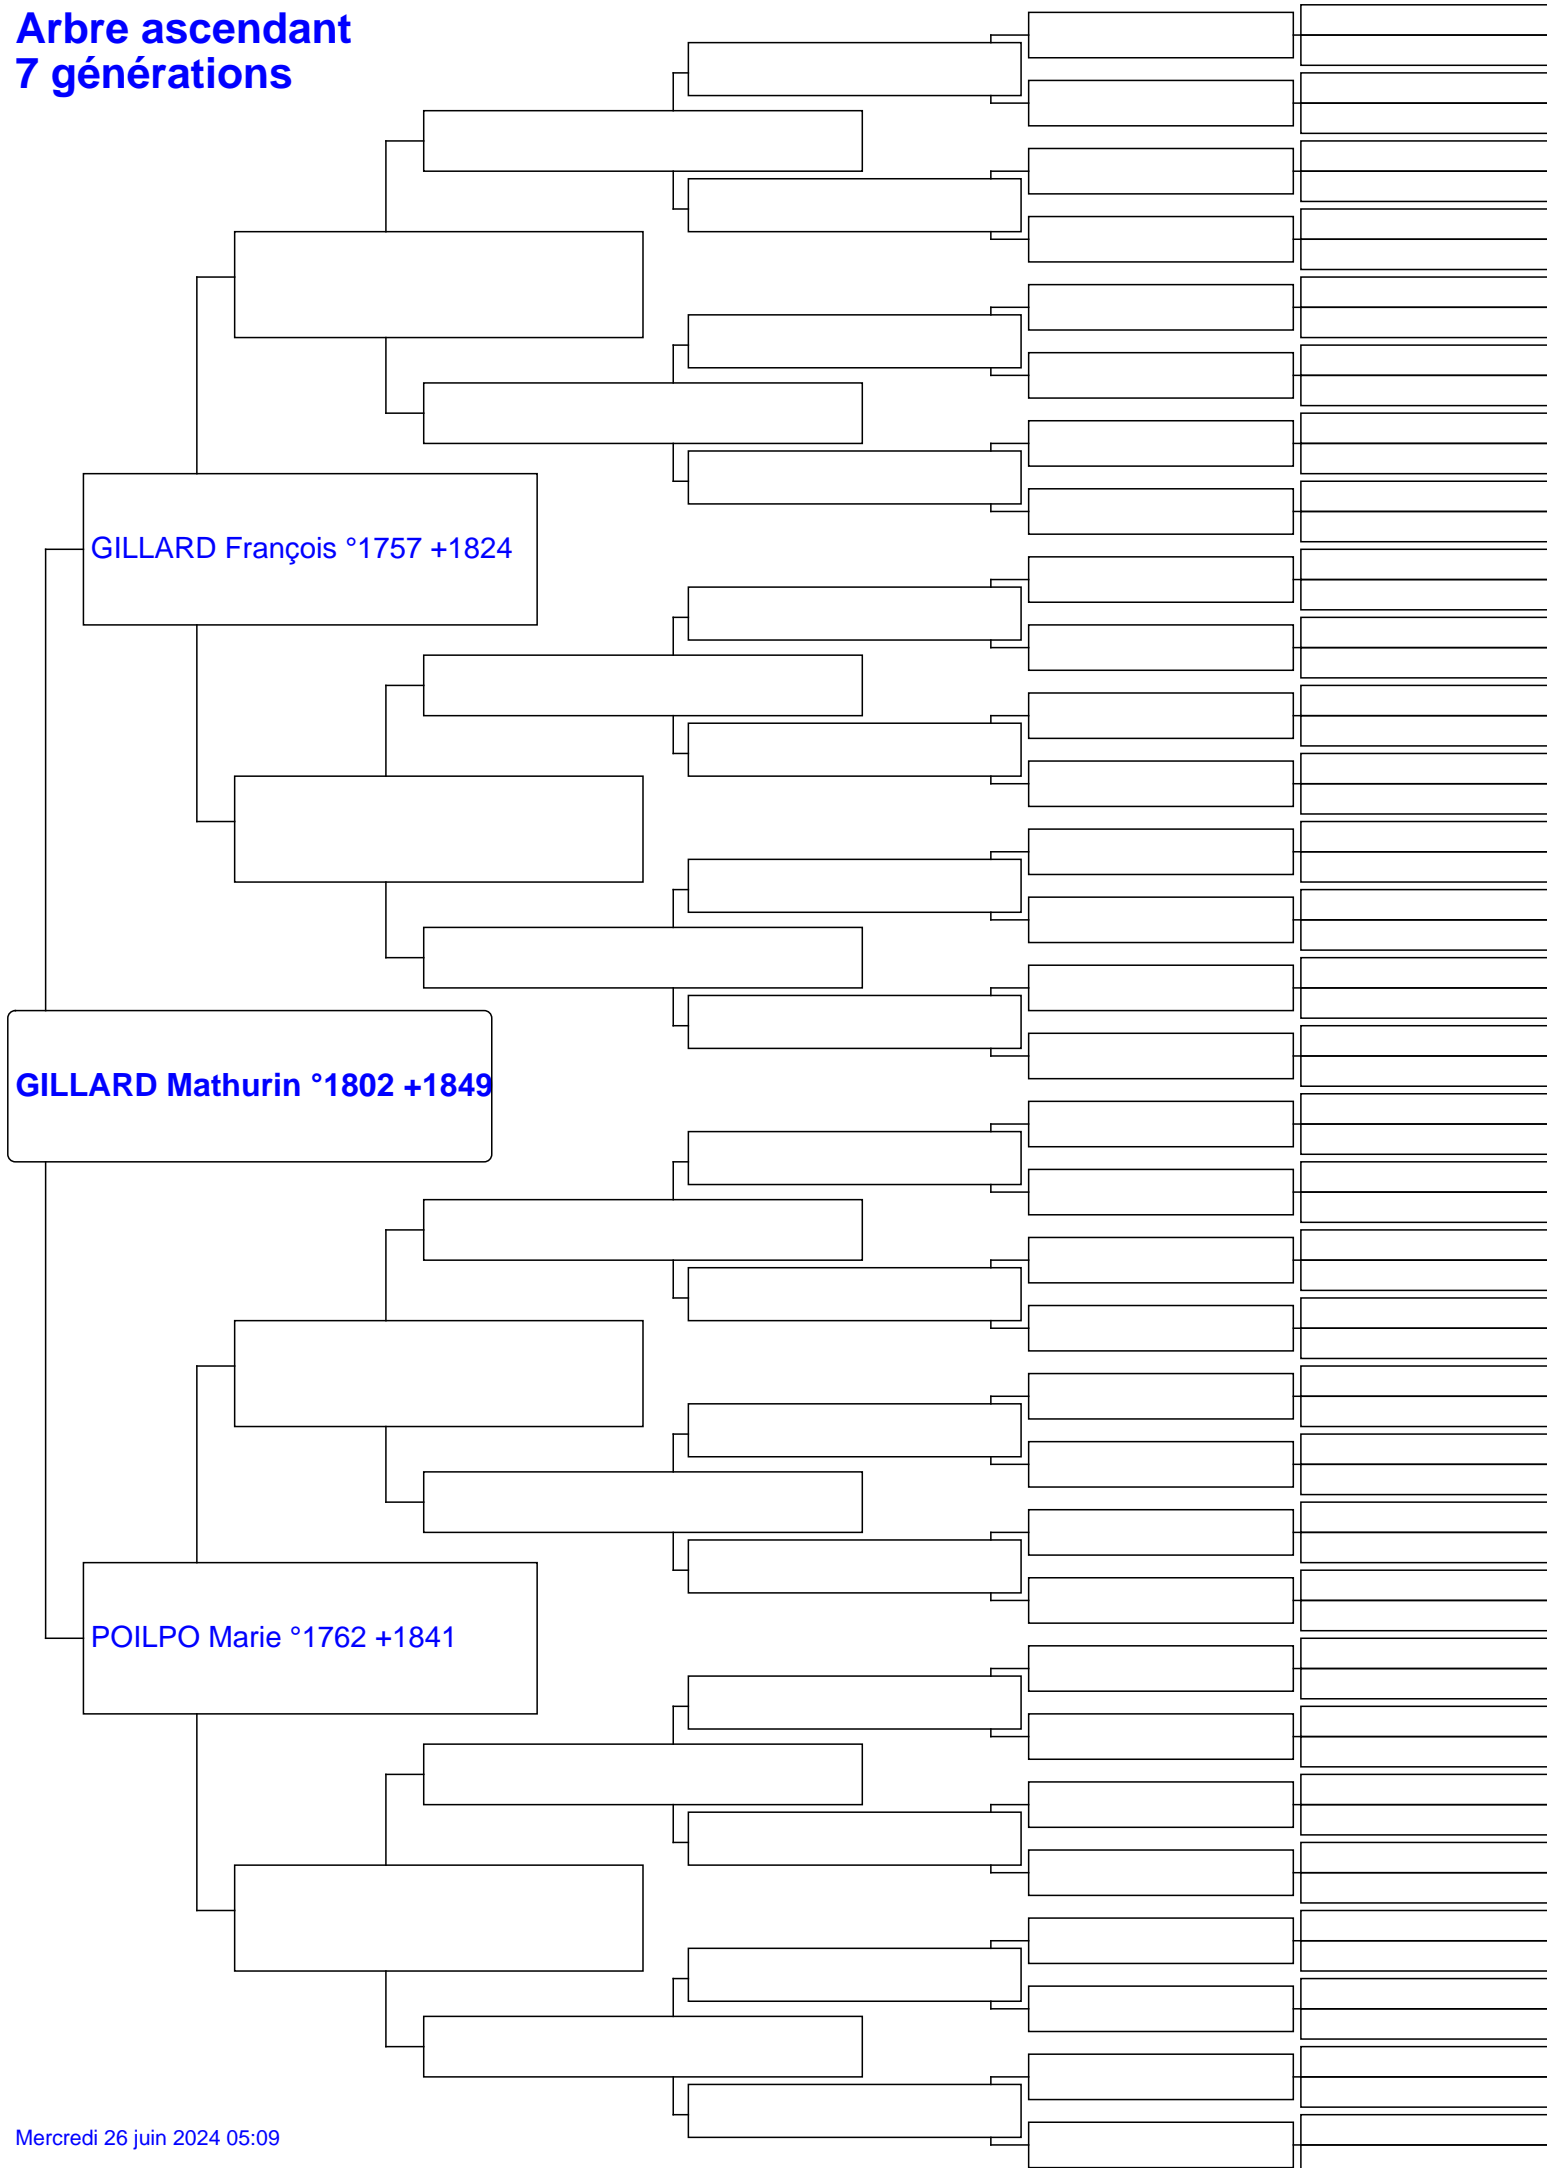 Arbre ascendant
7 générations
GILLARD François °1757 +1824
GILLARD Mathurin °1802 +1849
POILPO Marie °1762 +1841
Mercredi 26 juin 2024 05:09